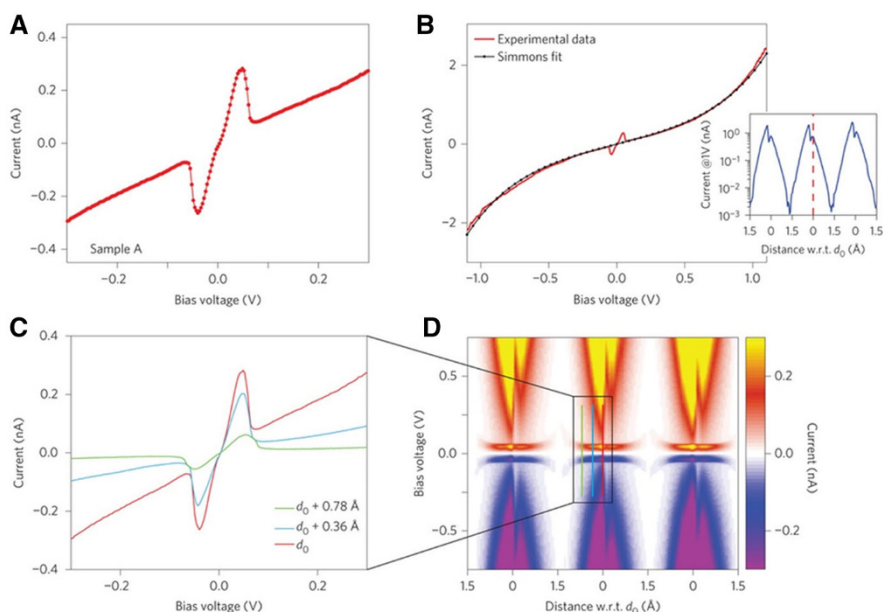 A
0.4
0.2
0.0
−0.2
−0.4
Current (nA)
Sample A
−0.2
0.0
0.2
Bias voltage (V)
B
Experimental data
Simmons fit
2
0
−2
Current (nA)
−1.0
−0.5
0.0
0.5
1.0
Bias voltage (V)
10⁰
10⁻¹
10⁻²
10⁻³
Current @1V (nA)
1.5 0 1.5 0 1.5 0 1.5
Distance w.r.t. d₀ (Å)
C
0.4
0.2
0.0
−0.2
−0.4
Current (nA)
d₀ + 0.78 Å
d₀ + 0.36 Å
d₀
−0.2
0.0
0.2
Bias voltage (V)
D
0.5
0.0
−0.5
Bias voltage (V)
1.5 0 1.5 0 1.5 0 1.5
Distance w.r.t. d₀ (Å)
0.2
0.0
−0.2
Current (nA)